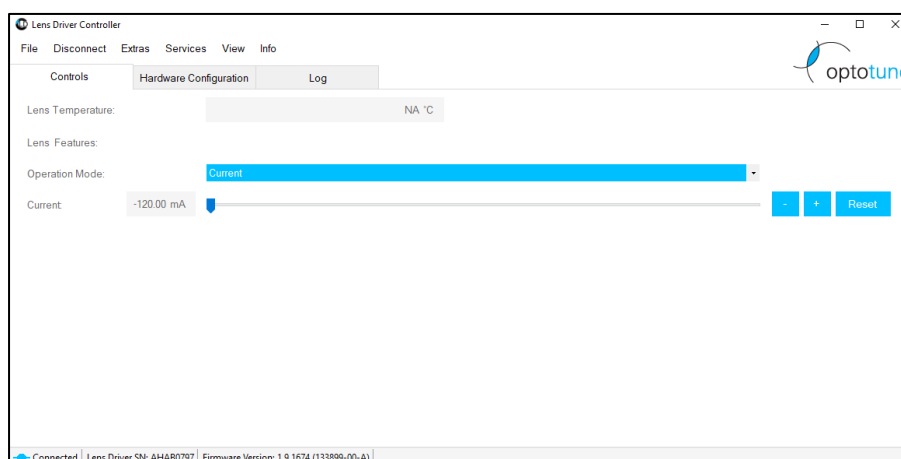 Lens Driver Controller
File Disconnect Extras Services View Info
optotune
Controls Hardware Configuration Log
Lens Temperature: NA °C
Lens Features:
Operation Mode: Current
Current: -120.00 mA - + Reset
Connected Lens Driver SN: AHAB0797 Firmware Version: 1.9.1674 (133899-00-A)